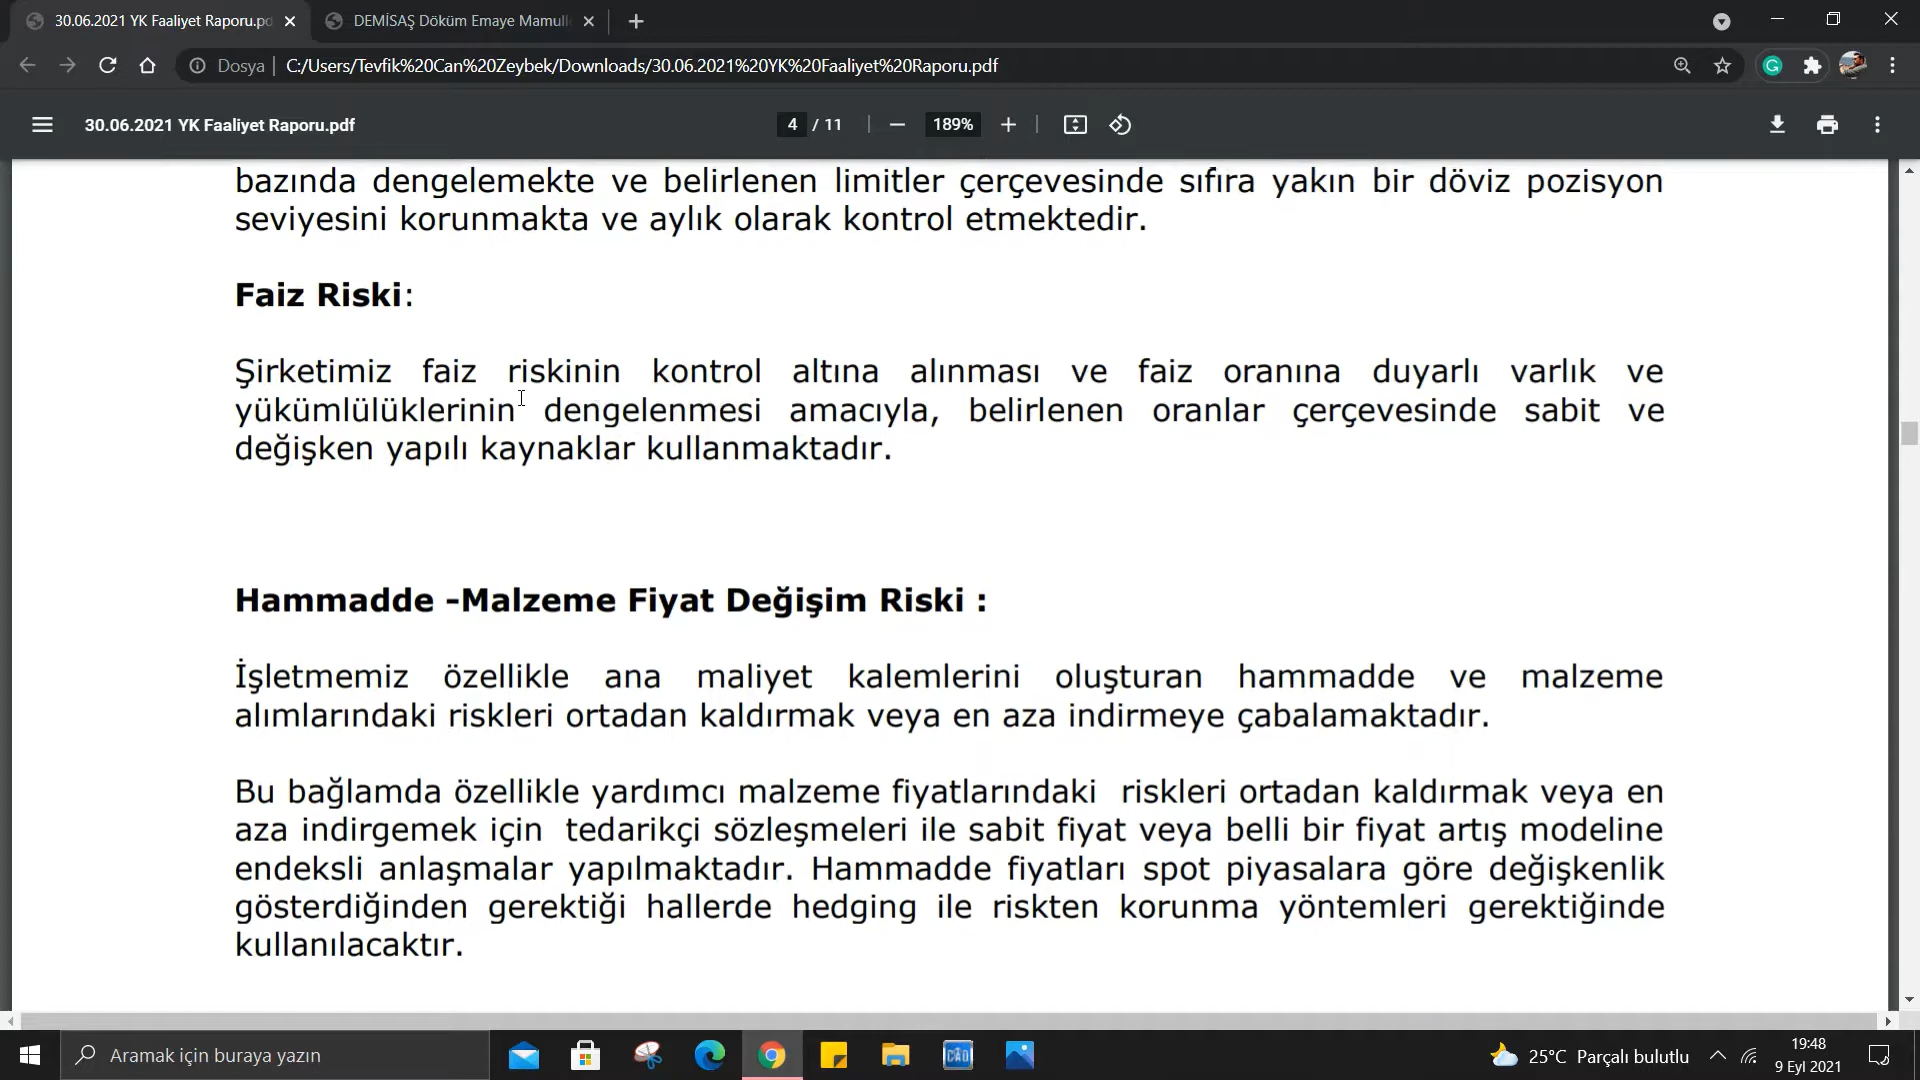 30.06.2021 YK Faaliyet Raporu.pd
DEMİSAŞ Döküm Emaye Mamull
Dosya
C:/Users/Tevfik%20Can%20Zeybek/Downloads/30.06.2021%20YK%20Faaliyet%20Raporu.pdf
30.06.2021 YK Faaliyet Raporu.pdf
4 / 11
189%
bazında dengelemekte ve belirlenen limitler çerçevesinde sıfıra yakın bir döviz pozisyon
seviyesini korunmakta ve aylık olarak kontrol etmektedir.
Faiz Riski:
Şirketimiz faiz riskinin kontrol altına alınması ve faiz oranına duyarlı varlık ve
yükümlülüklerinin dengelenmesi amacıyla, belirlenen oranlar çerçevesinde sabit ve
değişken yapılı kaynaklar kullanmaktadır.
Hammadde -Malzeme Fiyat Değişim Riski :
İşletmemiz özellikle ana maliyet kalemlerini oluşturan hammadde ve malzeme
alımlarındaki riskleri ortadan kaldırmak veya en aza indirmeye çabalamaktadır.
Bu bağlamda özellikle yardımcı malzeme fiyatlarındaki riskleri ortadan kaldırmak veya en
aza indirgemek için tedarikçi sözleşmeleri ile sabit fiyat veya belli bir fiyat artış modeline
endeksli anlaşmalar yapılmaktadır. Hammadde fiyatları spot piyasalara göre değişkenlik
gösterdiğinden gerektiği hallerde hedging ile riskten korunma yöntemleri gerektiğinde
kullanılacaktır.
Aramak için buraya yazın
25°C Parçalı bulutlu
19:48
9 Eyl 2021